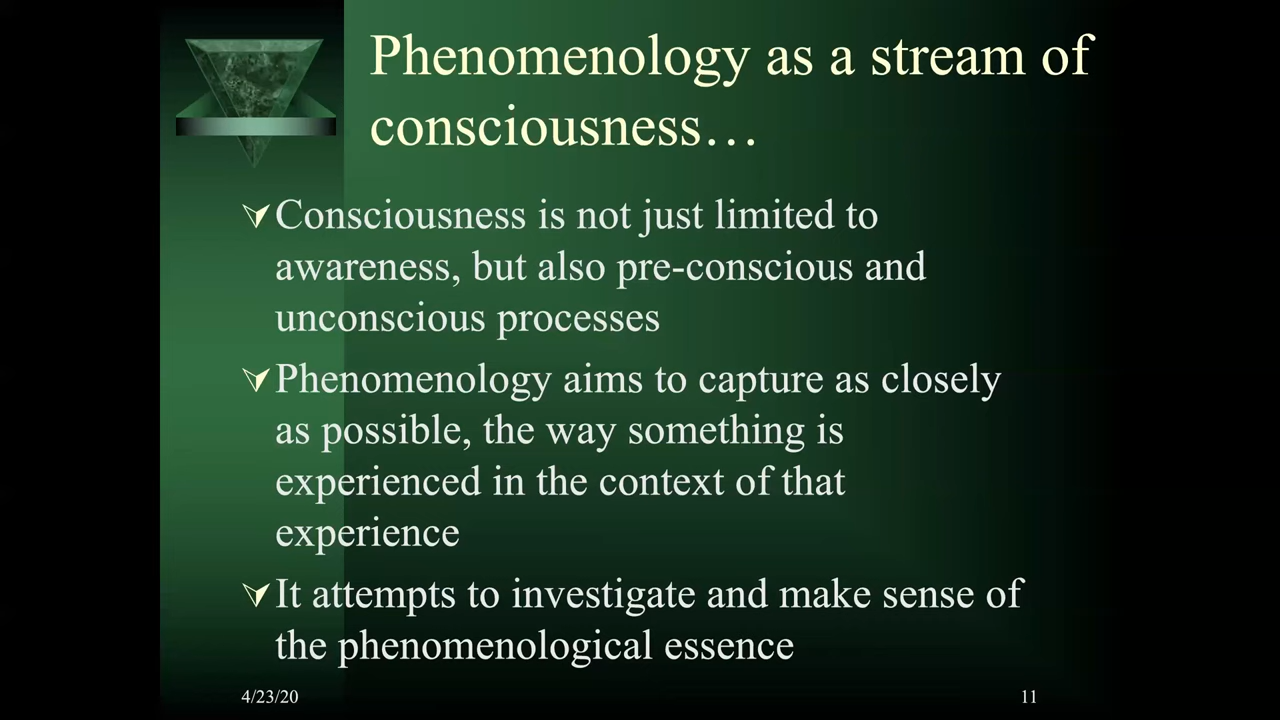 Phenomenology as a stream of
consciousness…
Consciousness is not just limited to
awareness, but also pre-conscious and
unconscious processes
Phenomenology aims to capture as closely
as possible, the way something is
experienced in the context of that
experience
It attempts to investigate and make sense of
the phenomenological essence
4/23/20
11